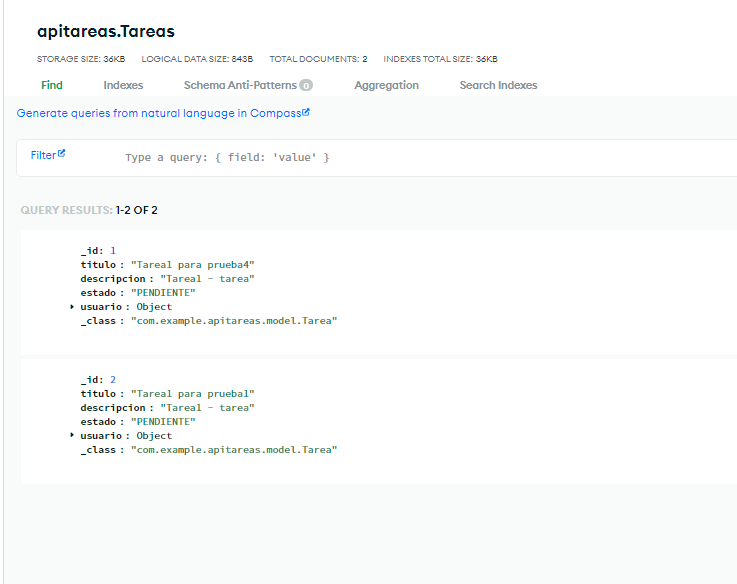 apitareas.Tareas
STORAGE SIZE: 36KB LOGICAL DATA SIZE: 843B TOTAL DOCUMENTS: 2 INDEXES TOTAL SIZE: 36KB
Find Indexes Schema Anti-Patterns 0 Aggregation Search Indexes
Generate queries from natural language in Compass
Filter Type a query: { field: 'value' }
QUERY RESULTS: 1-2 OF 2
_id: 1
titulo : "Tarea1 para prueba4"
descripcion : "Tarea1 - tarea"
estado : "PENDIENTE"
usuario : Object
_class : "com.example.apitareas.model.Tarea"
_id: 2
titulo : "Tarea1 para prueba1"
descripcion : "Tarea1 - tarea"
estado : "PENDIENTE"
usuario : Object
_class : "com.example.apitareas.model.Tarea"